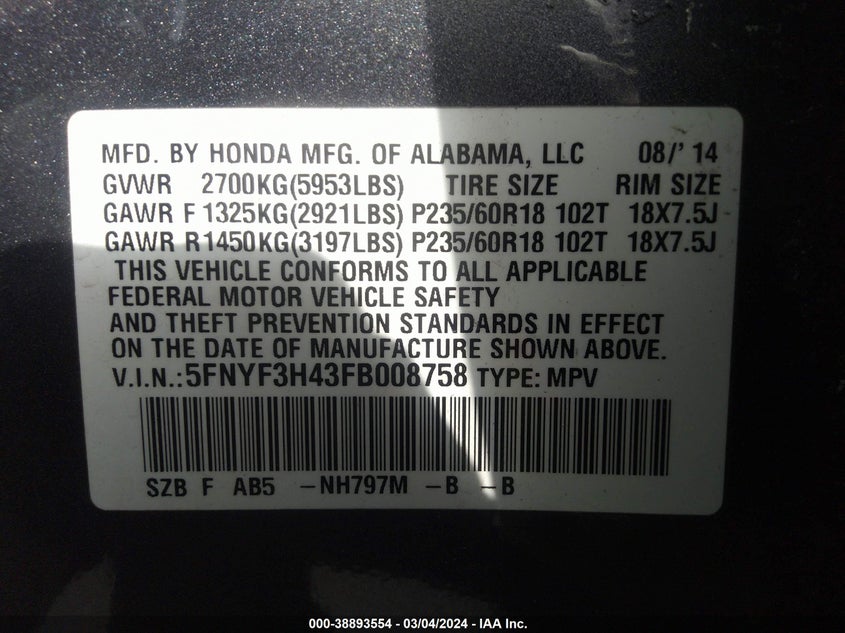 MFD. BY HONDA MFG. OF ALABAMA, LLC 08/' 14
GVWR 2700KG(5953LBS) TIRE SIZE RIM SIZE
GAWR F 1325KG(2921LBS) P235/60R18 102T 18X7.5J
GAWR R1450KG(3197LBS) P235/60R18 102T 18X7.5J
THIS VEHICLE CONFORMS TO ALL APPLICABLE
FEDERAL MOTOR VEHICLE SAFETY
AND THEFT PREVENTION STANDARDS IN EFFECT
ON THE DATE OF MANUFACTURE SHOWN ABOVE.
V.I.N.:5FNYF3H43FB008758 TYPE: MPV
SZB F AB5 -NH797M -B -B
000-38893554 - 03/04/2024 - IAA Inc.